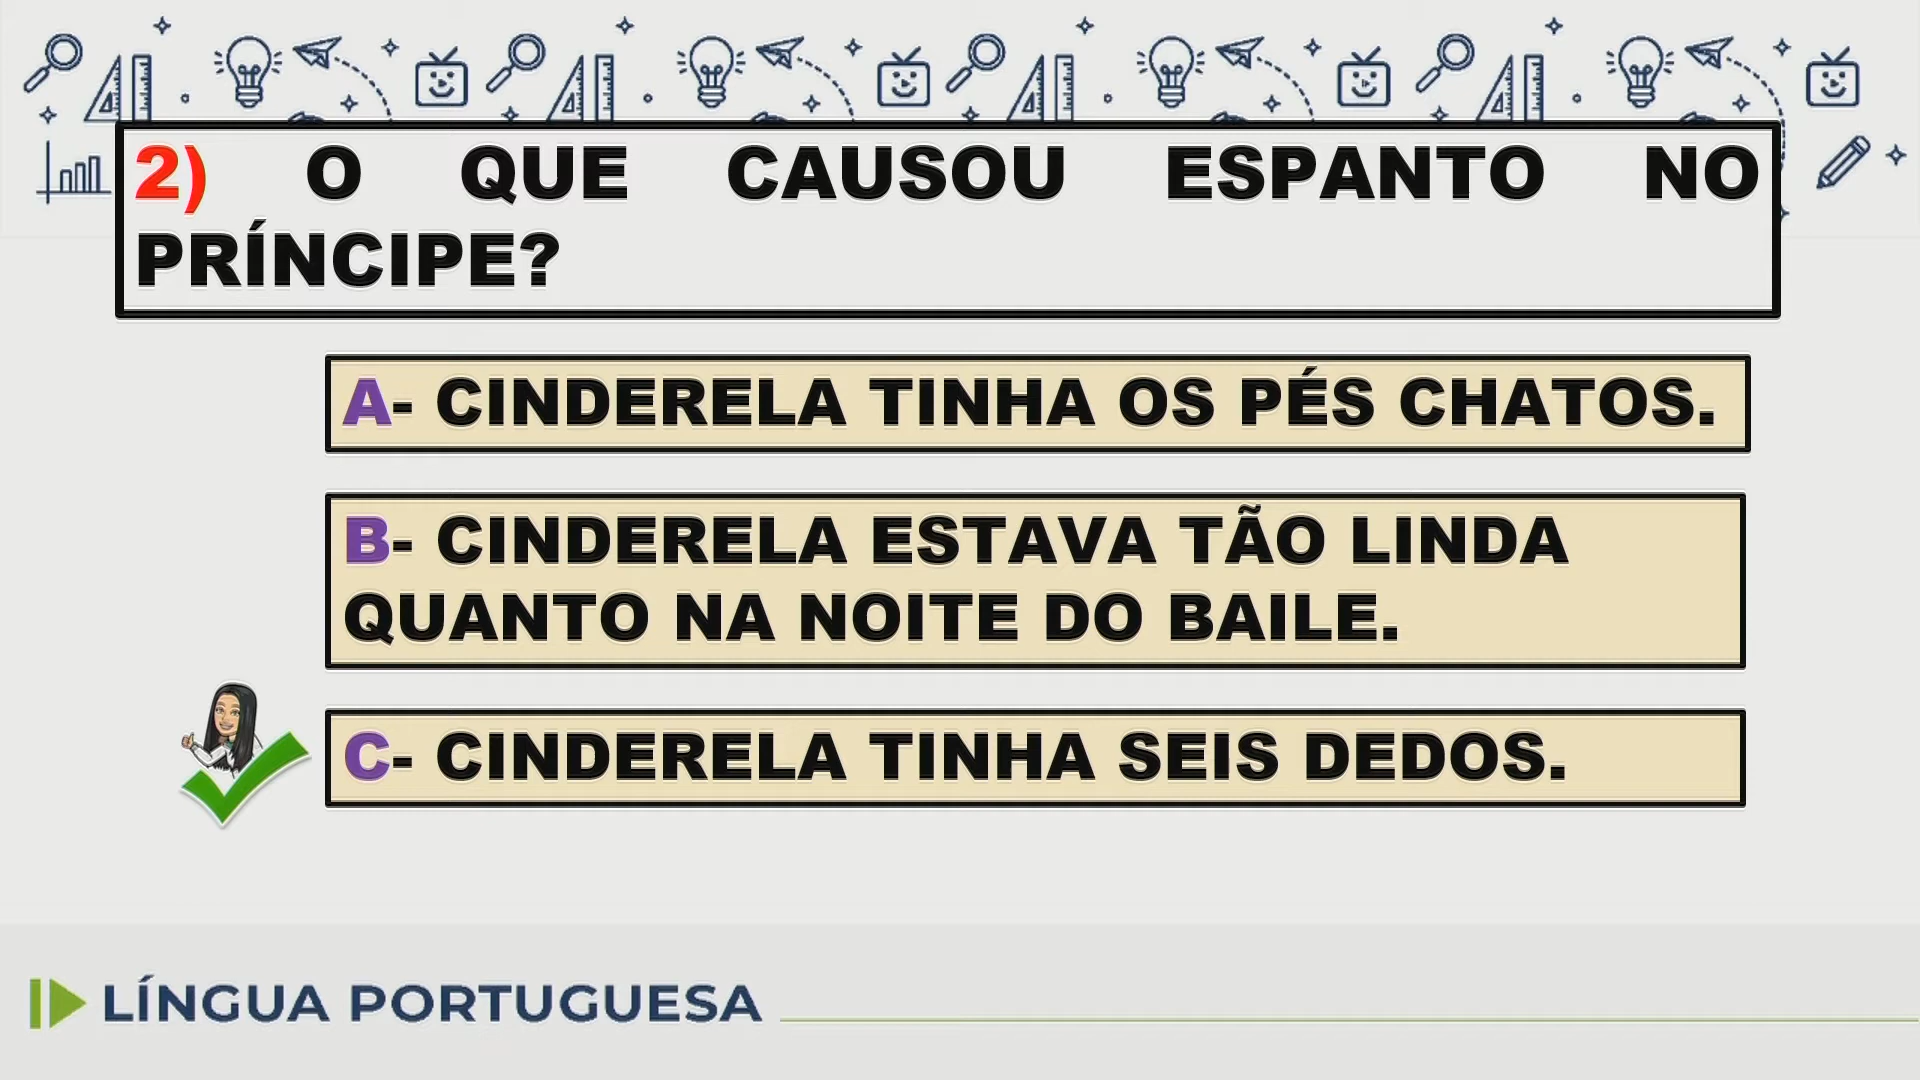 2) O QUE CAUSOU ESPANTO NO
PRÍNCIPE?
A- CINDERELA TINHA OS PÉS CHATOS.
B- CINDERELA ESTAVA TÃO LINDA
QUANTO NA NOITE DO BAILE.
C- CINDERELA TINHA SEIS DEDOS.
LÍNGUA PORTUGUESA